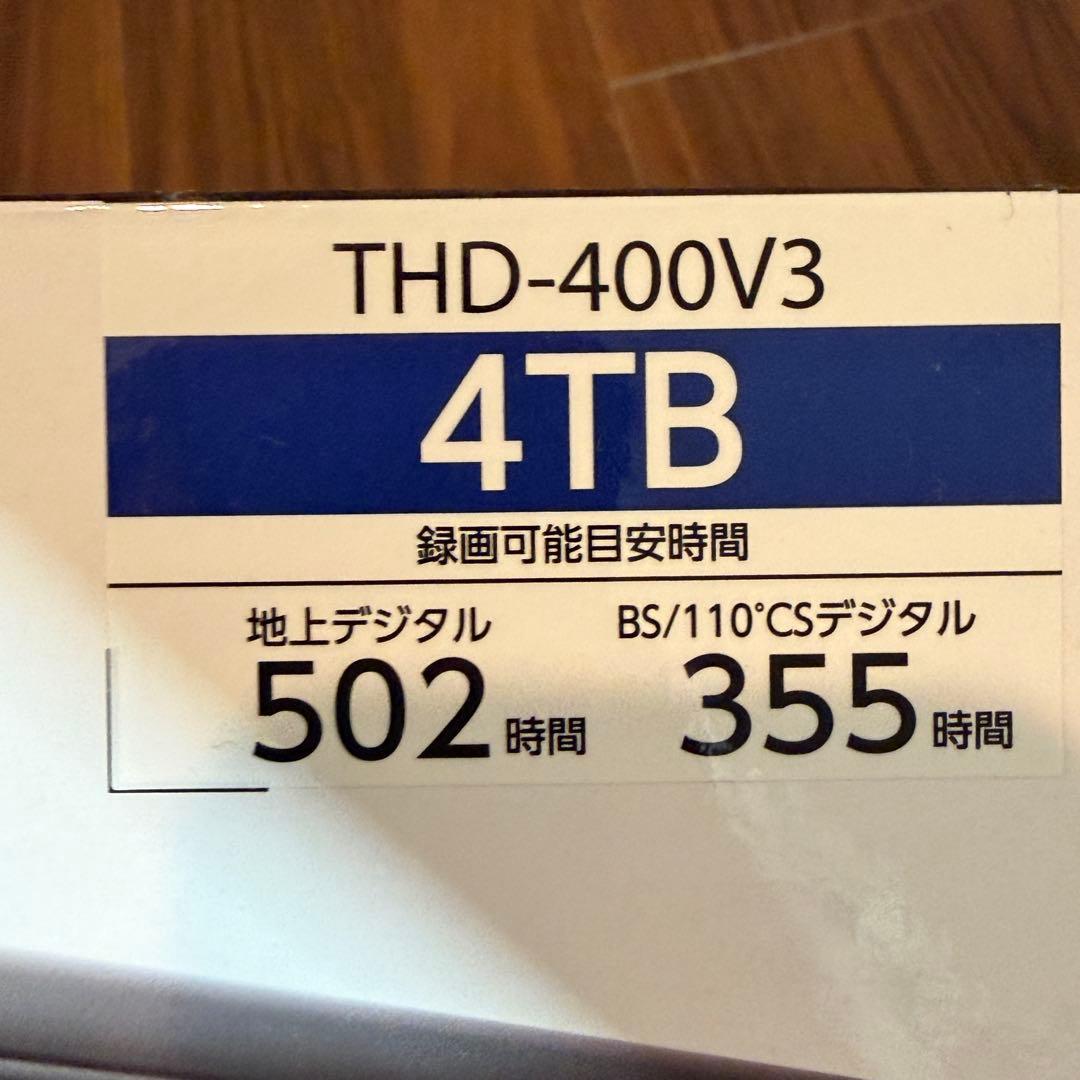 THD-400V3
4TB
録画可能目安時間
地上デジタル BS/110°CSデジタル
502時間 355時間